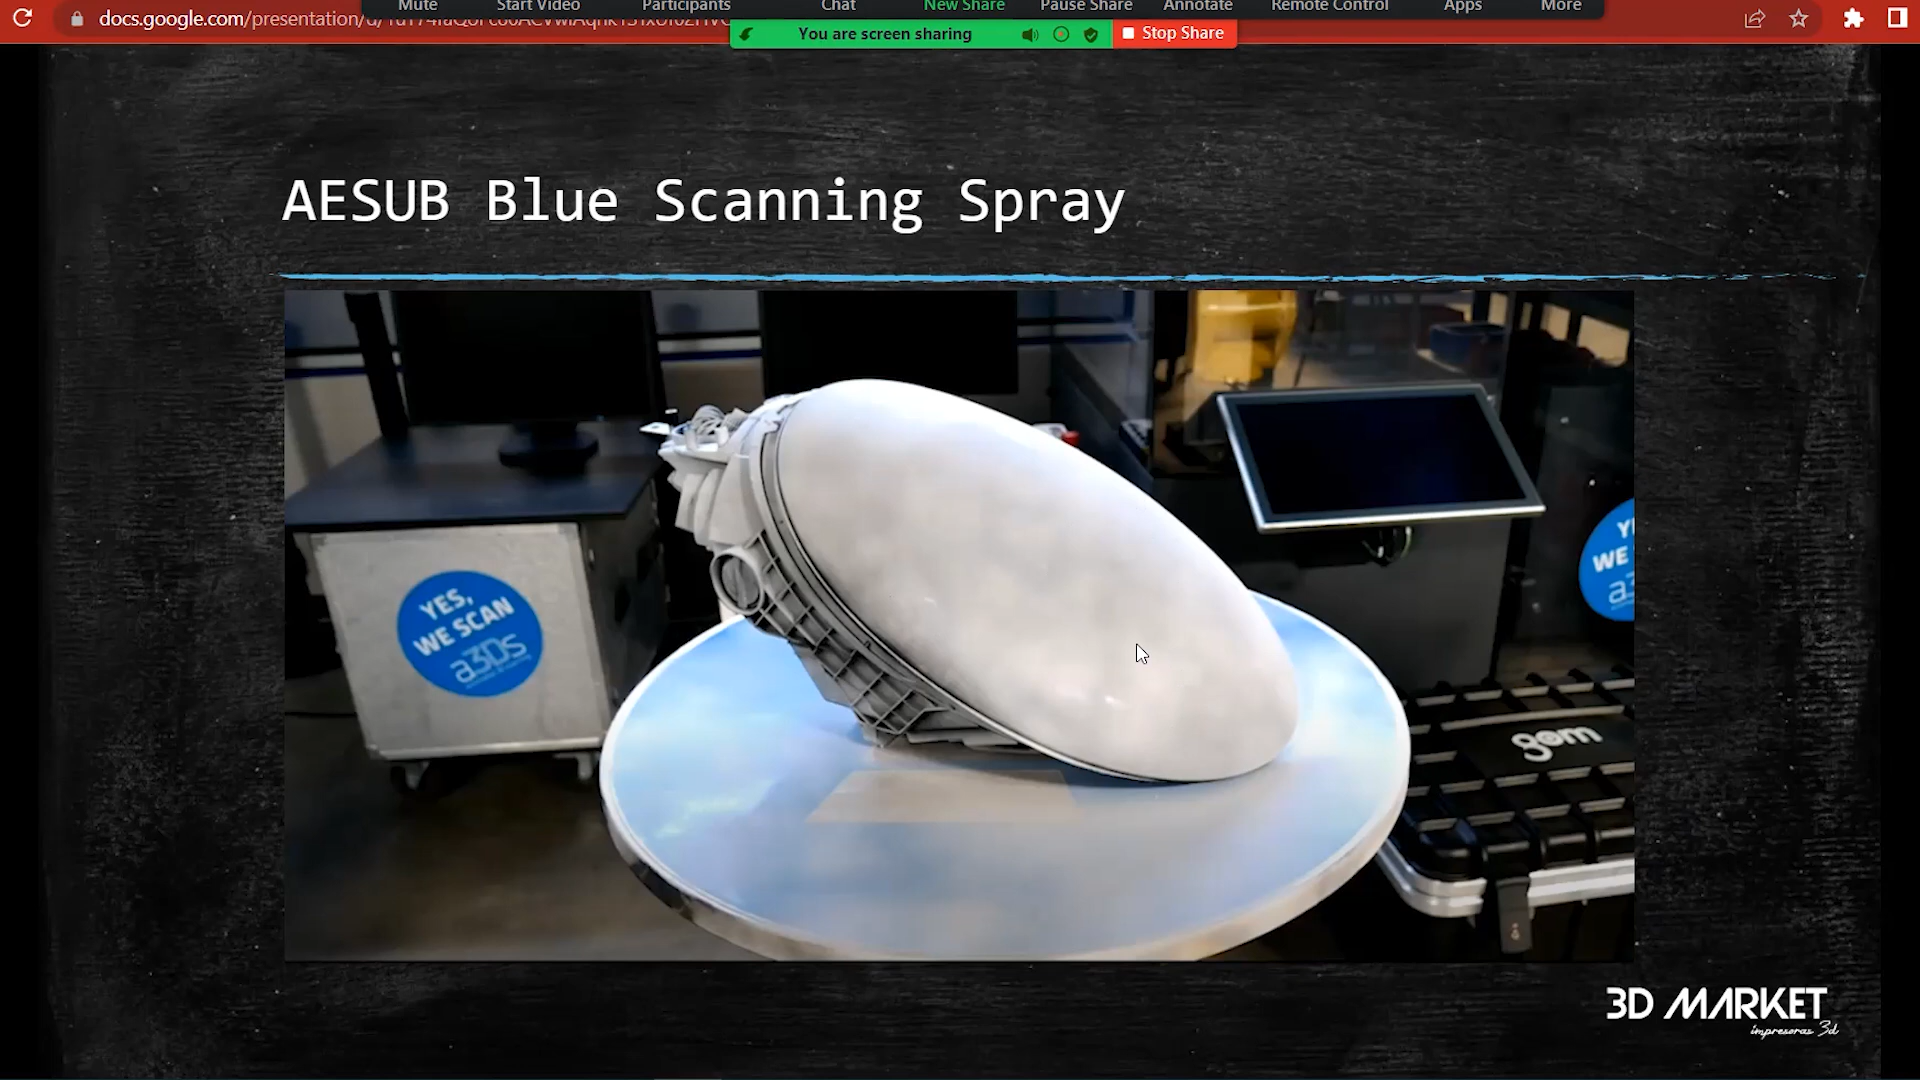 Mute Start Video Participants Chat New Share Pause Share Annotate Remote Control Apps More
docs.google.com/presentation/d/
You are screen sharing Stop Share
AESUB Blue Scanning Spray
YES,
WE SCAN
a3Ds
WE
gom
3D MARKET
impresoras 3d